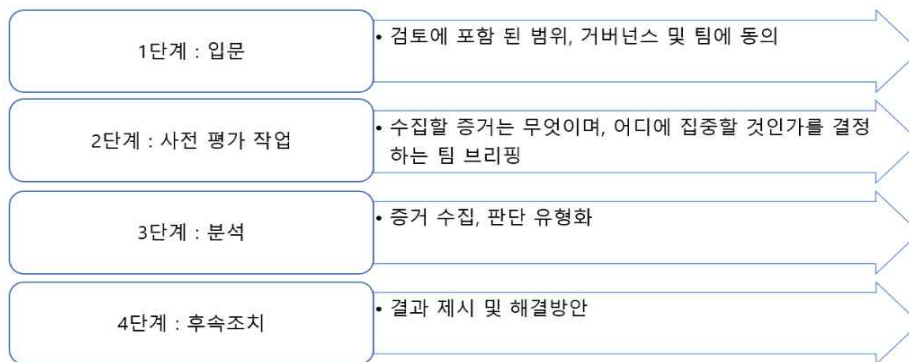 1단계 : 입문
• 검토에 포함 된 범위, 거버넌스 및 팀에 동의
2단계 : 사전 평가 작업
• 수집할 증거는 무엇이며, 어디에 집중할 것인가를 결정
하는 팀 브리핑
3단계 : 분석
• 증거 수집, 판단 유형화
4단계 : 후속조치
• 결과 제시 및 해결방안